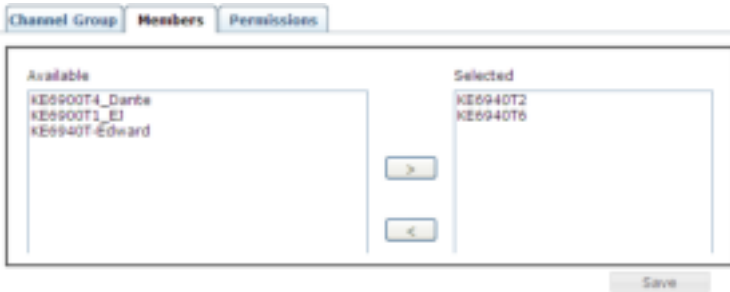 Channel Group Members Permissions
Available Selected
KE6900T4_Dante
KE6900T1_EJ
KE6940T-Edward
KE6940T2
KE6940T6
>
<
Save